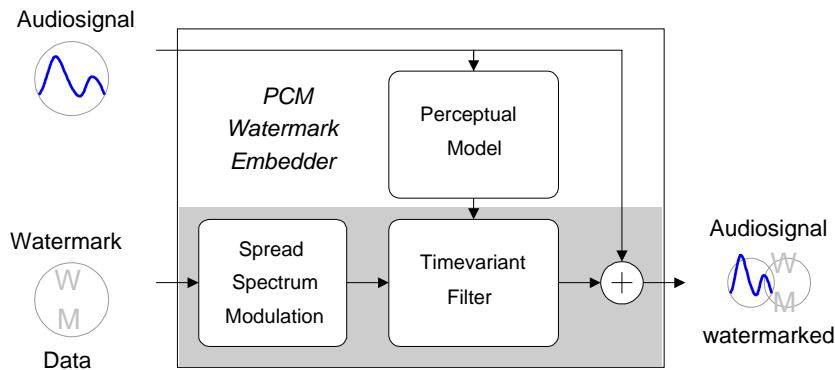 Audiosignal
PCM
Watermark
Embedder
Perceptual
Model
Watermark
W
M
Data
Spread
Spectrum
Modulation
Timevariant
Filter
+
Audiosignal
W
M
watermarked